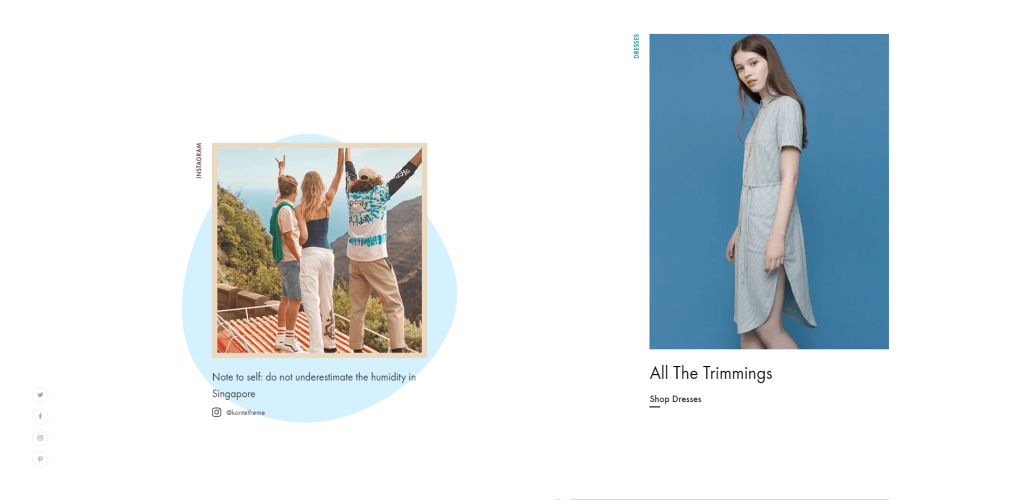 INSTAGRAM
Note to self: do not underestimate the humidity in
Singapore
@kontetheme
DRESSES
All The Trimmings
Shop Dresses